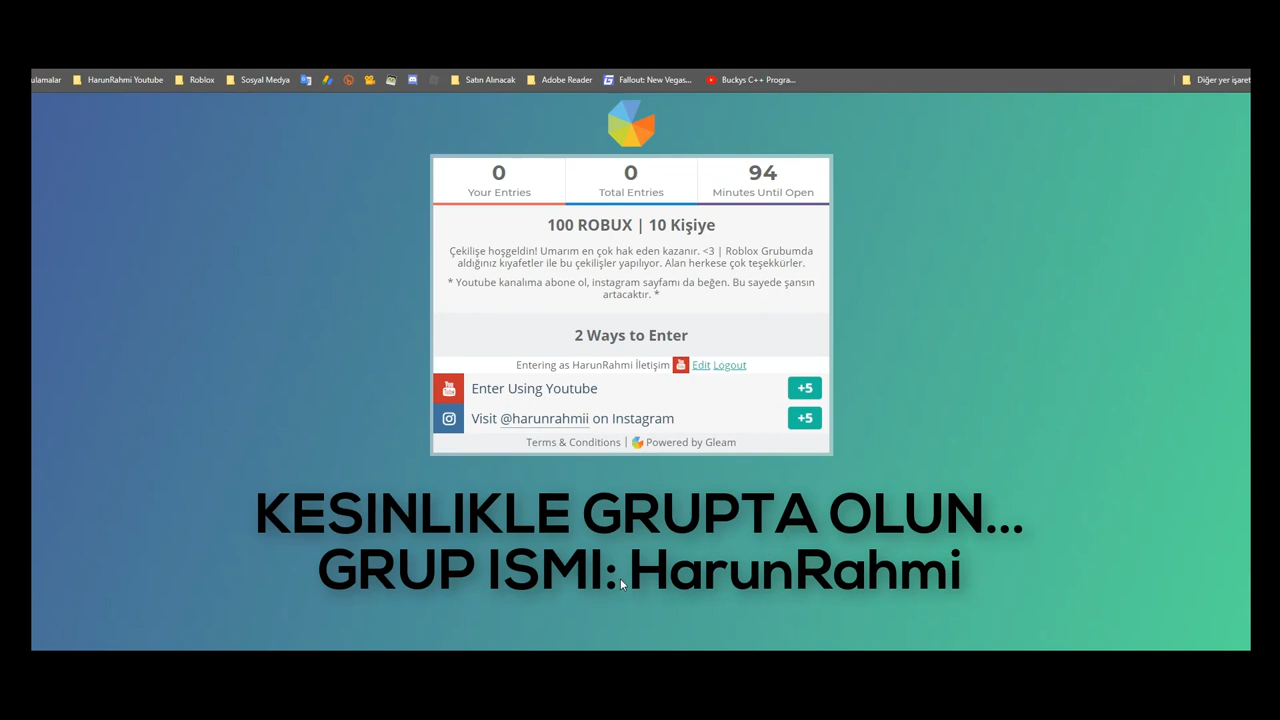 ulamalar HarunRahmi Youtube Roblox Sosyal Medya Satın Alınacak Adobe Reader Fallout: New Vegas... Buckys C++ Progra... Diğer yer işaret
0 0 94
Your Entries Total Entries Minutes Until Open
100 ROBUX | 10 Kişiye
Çekilişe hoşgeldin! Umarım en çok hak eden kazanır. <3 | Roblox Grubumda
aldığınız kıyafetler ile bu çekilişler yapılıyor. Alan herkese çok teşekkürler.
* Youtube kanalıma abone ol, instagram sayfamı da beğen. Bu sayede şansın
artacaktır. *
2 Ways to Enter
Entering as HarunRahmi İletişim Edit Logout
Enter Using Youtube +5
Visit @harunrahmii on Instagram +5
Terms & Conditions | Powered by Gleam
KESINLIKLE GRUPTA OLUN...
GRUP ISMI: HarunRahmi